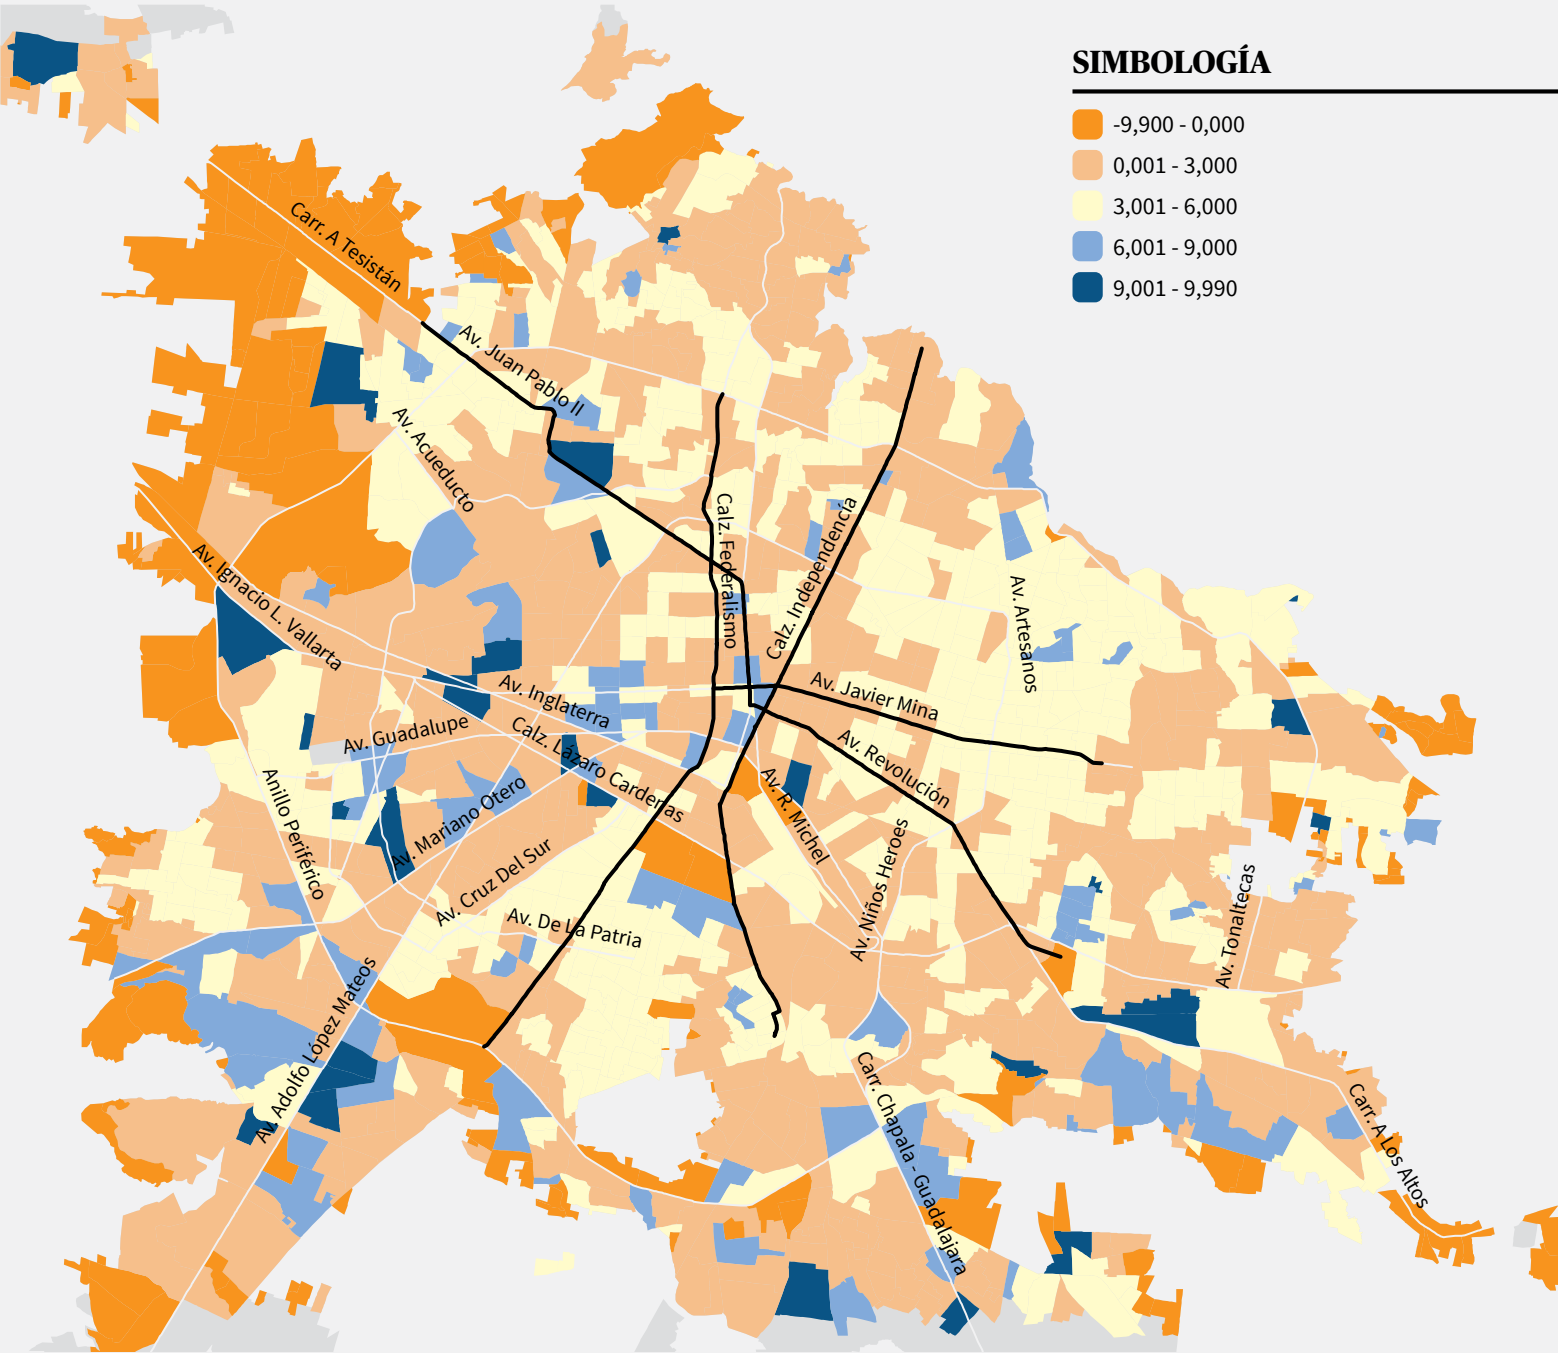 SIMBOLOGÍA
-9,900 - 0,000
0,001 - 3,000
3,001 - 6,000
6,001 - 9,000
9,001 - 9,990
Carr. A Tesistán
Av. Juan Pablo II
Av. Acueducto
Calz. Federalismo
Calz. Independencía
Av. Ignacio L. Vallarta
Av. Artesanos
Av. Inglaterra
Av. Javier Mina
Av. Guadalupe
Calz. Lázaro Cardenas
Av. Revolución
Anillo Periférico
Av. Mariano Otero
Av. R. Michel
Av. Cruz Del Sur
Av. Niños Heroes
Av. De La Patria
Av. Tonaltecas
Av. Adolfo López Mateos
Carr. Chapala - Guadalajara
Carr. A Los Altos